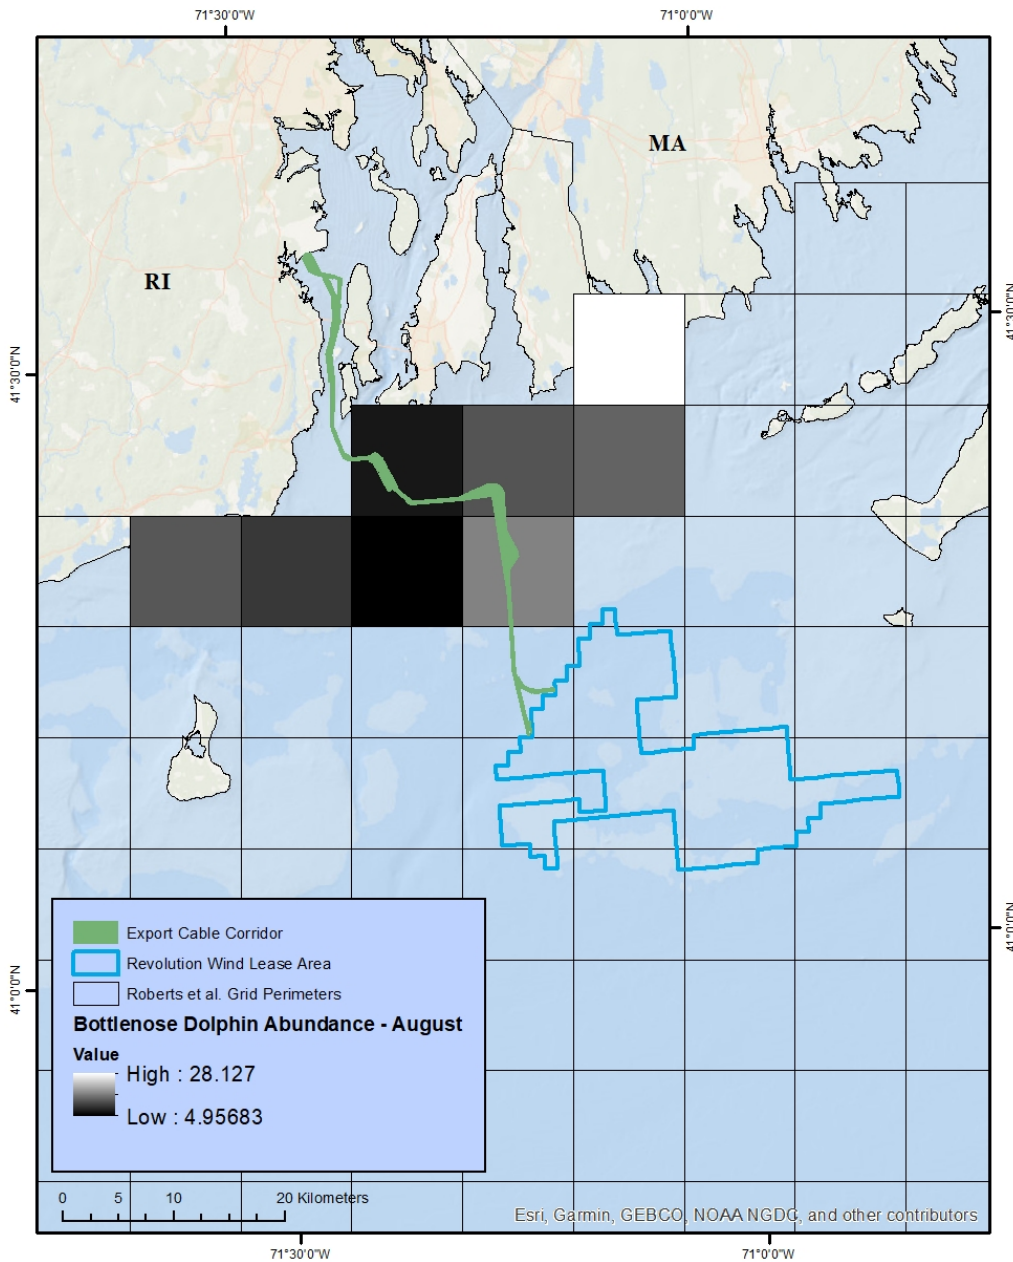 71°30'0"W
71°0'0"W
MA
RI
41°30'0"N
41°30'0"N
41°0'0"N
41°0'0"N
Export Cable Corridor
Revolution Wind Lease Area
Roberts et al. Grid Perimeters
Bottlenose Dolphin Abundance - August
Value
High : 28.127
Low : 4.95683
0 5 10 20 Kilometers
Esri, Garmin, GEBCO, NOAA NGDC, and other contributors
71°30'0"W
71°0'0"W